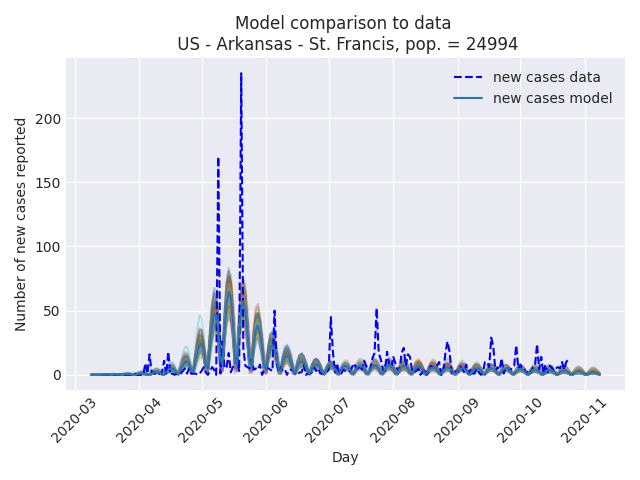 Model comparison to data
US - Arkansas - St. Francis, pop. = 24994
new cases data
new cases model
Number of new cases reported
200
150
100
50
0
2020-03
2020-04
2020-05
2020-06
2020-07
2020-08
2020-09
2020-10
2020-11
Day